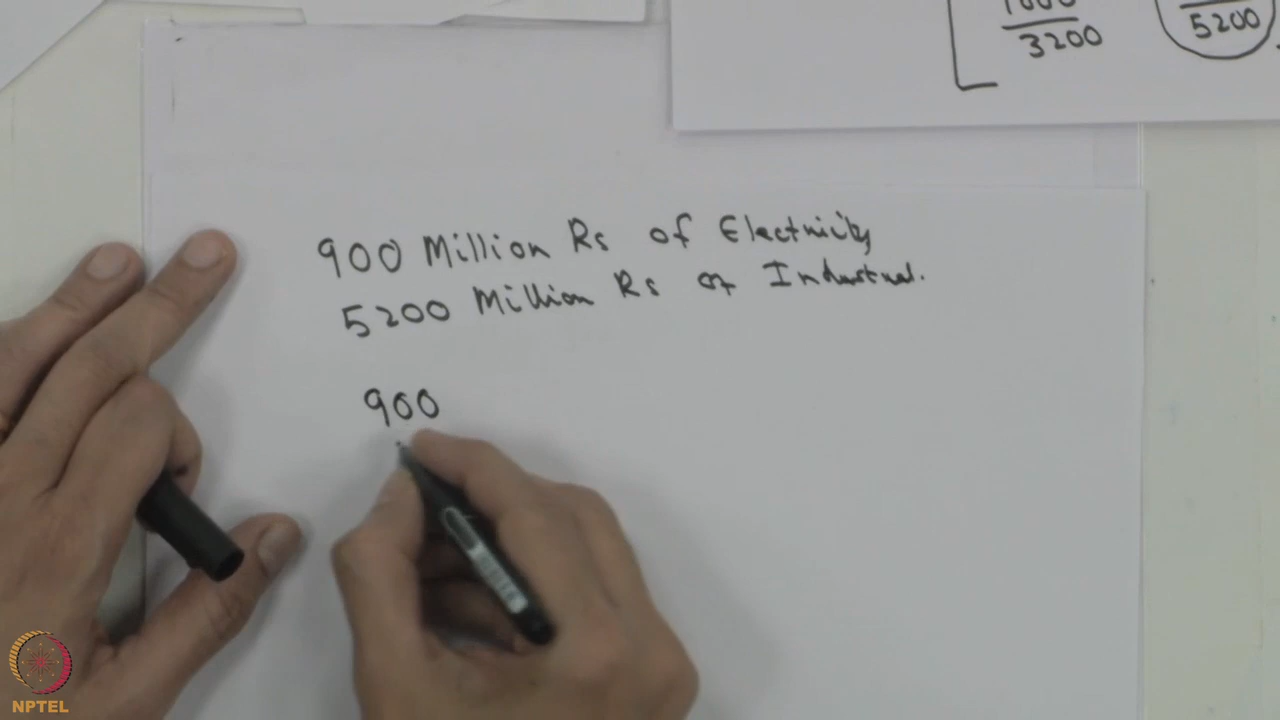 3200 5200
900 Million Rs of Electricity
5200 Million Rs of Industrial.
900
NPTEL